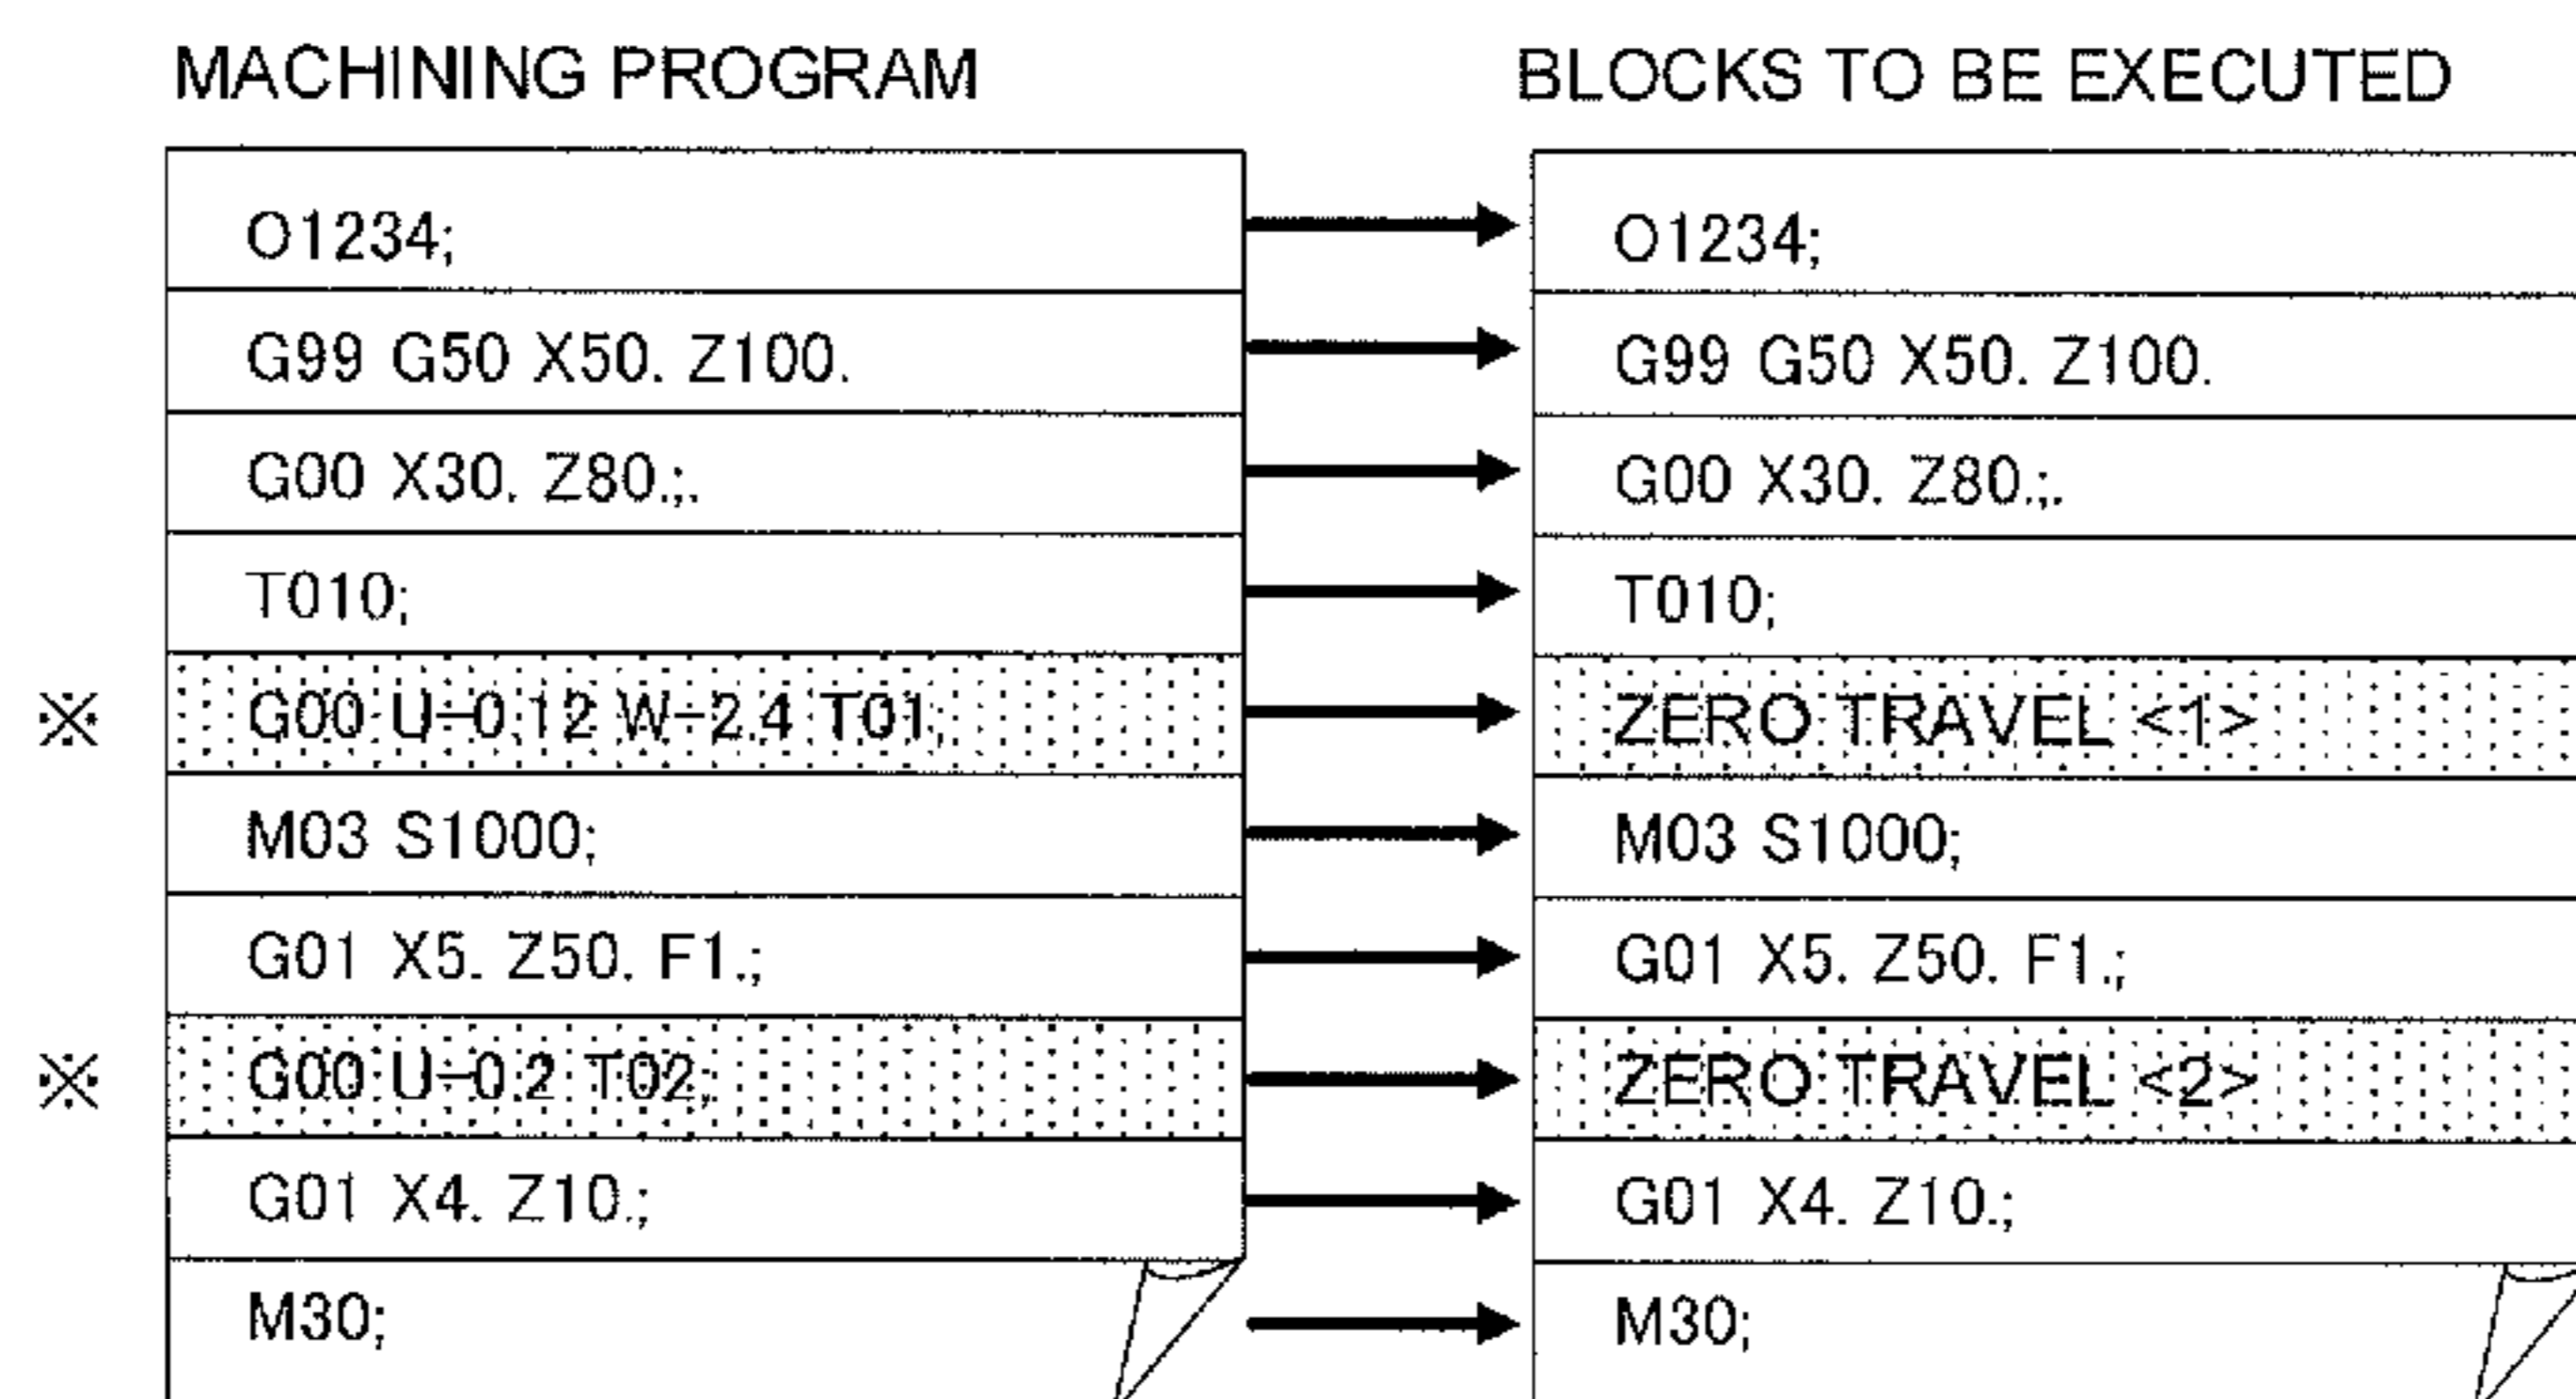 MACHINING PROGRAM BLOCKS TO BE EXECUTED
O1234; O1234;
G99 G50 X50. Z100. G99 G50 X50. Z100.
G00 X30. Z80.;. G00 X30. Z80.;.
T010; T010;
※ G00 U-0.12 W-2.4 T01; ZERO TRAVEL <1>
M03 S1000; M03 S1000;
G01 X5. Z50. F1.; G01 X5. Z50. F1.;
※ G00 U-0.2 T02; ZERO TRAVEL <2>
G01 X4. Z10.; G01 X4. Z10.;
M30; M30;